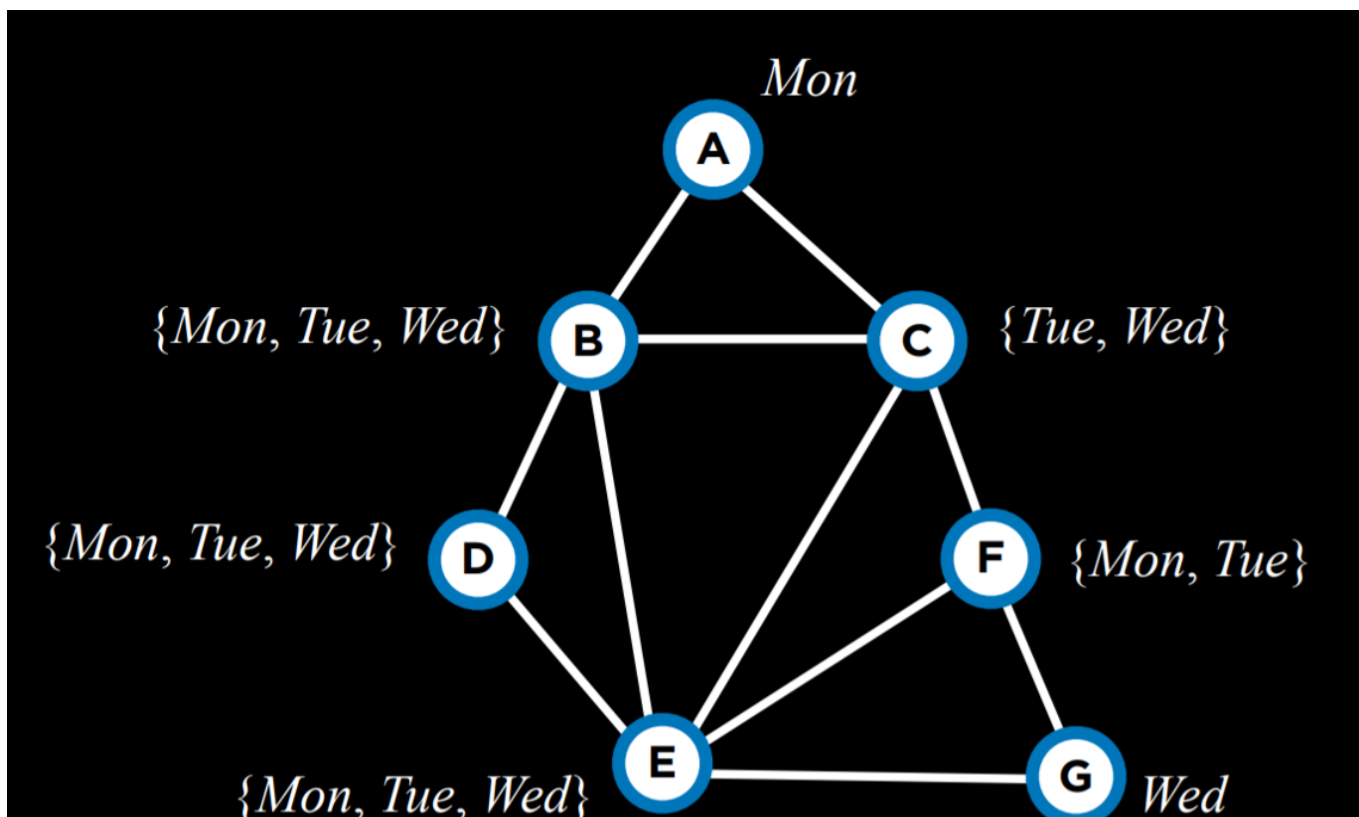 Mon
A
{Mon, Tue, Wed} B C {Tue, Wed}
{Mon, Tue, Wed} D F {Mon, Tue}
E
{Mon, Tue, Wed} G Wed